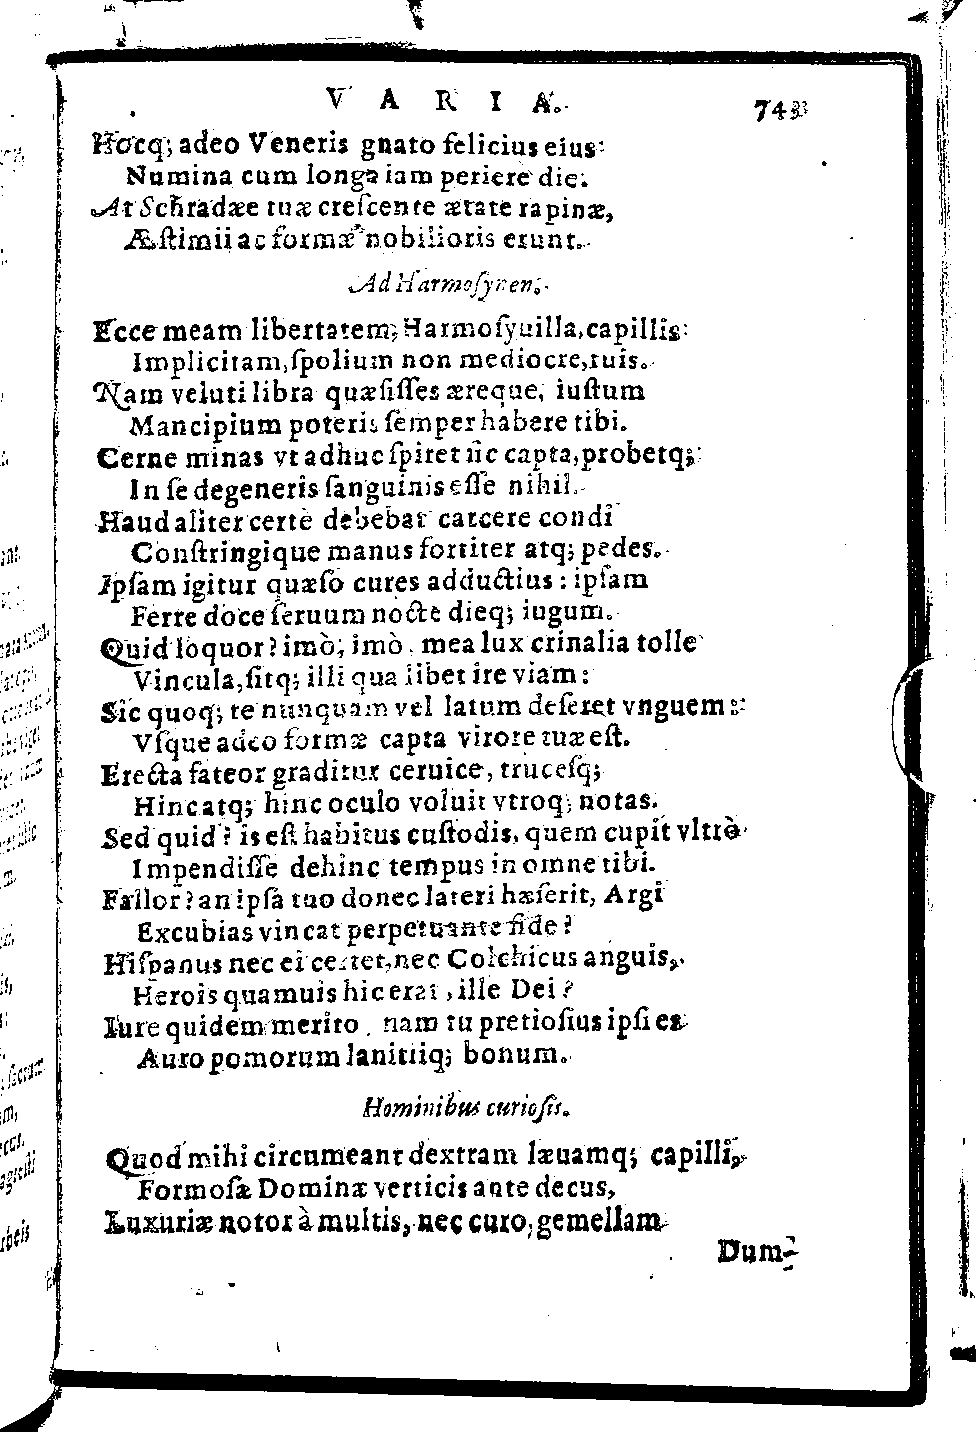 V A R I A. 743
Hocq; adeo Veneris gnato felicius eius:
Numina cum longa iam periere die.
At Schradæe tuæ creſcente ætate rapinæ,
Æſtimii ac formæ nobilioris erunt.
Ad Harmoſynen.
Ecce meam libertatem, Harmoſyuilla, capillis
Implicitam, ſpolium non mediocre, tuis.
Nam veluti libra quæſiſſes æreque, iuſtum
Mancipium poteris ſemper habere tibi.
Cerne minas vt adhuc ſpiret ſic capta, probetq;
In ſe degeneris ſanguinis eſſe nihil.
Haud aliter certè debebat carcere condi
Conſtringique manus fortiter atq; pedes.
Ipſam igitur quæſo cures adductius: ipſam
Ferre doce ſeruum nocte dieq; iugum.
Quid loquor? imò, imò, mea lux crinalia tolle
Vincula, ſitq; illi qua libet ire viam:
Sic quoq; te nunquam vel latum deſeret vnguem:
Vſque adeo formæ capta virore tuæ eſt.
Erecta fateor graditur ceruice, truceſq;
Hinc atq; hinc oculo voluit vtroq; notas.
Sed quid? is eſt habitus cuſtodis, quem cupit vltrò
Impendiſſe dehinc tempus in omne tibi.
Fallor? an ipſa tuo donec lateri hæſerit, Argi
Excubias vincat perpetuante fide?
Hiſpanus nec ei certet, nec Colchicus anguis,
Herois quamuis hic erat, ille Dei?
Iure quidem merito, nam tu pretioſius ipſi es
Auro pomorum lanitiiq; bonum.
Hominibus curioſis.
Quod mihi circumeant dextram læuamq; capilli,
Formoſæ Dominæ verticis ante decus,
Luxuriæ notor à multis, nec curo, gemellam
Dum